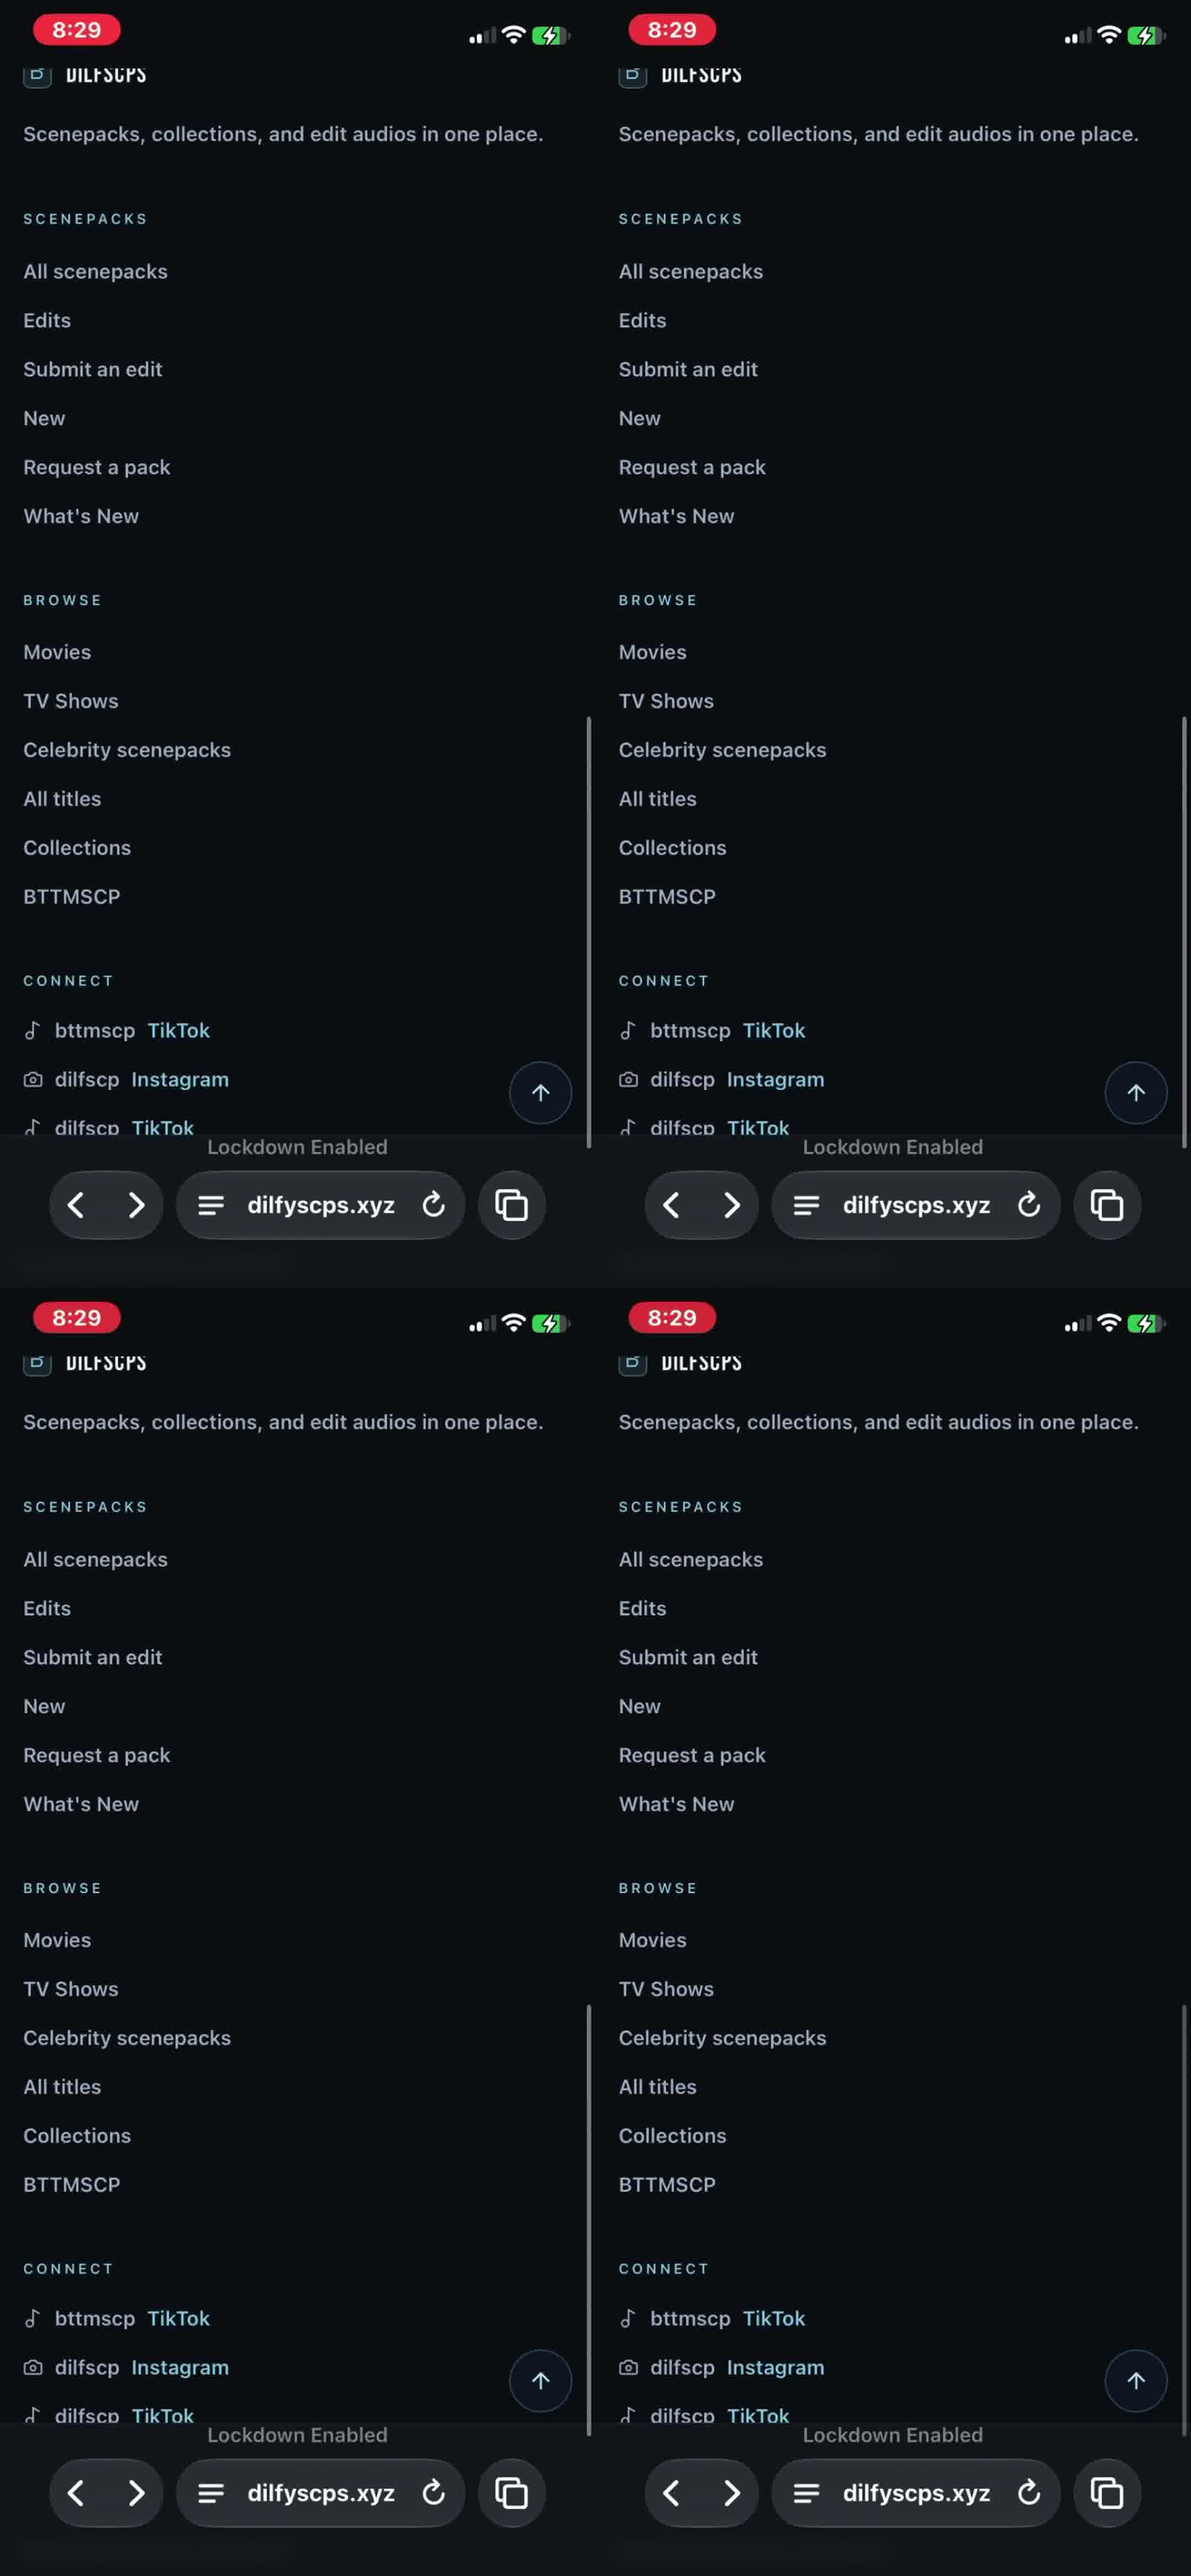 8:29
DILFSCPS
Scenepacks, collections, and edit audios in one place.
SCENEPACKS
All scenepacks
Edits
Submit an edit
New
Request a pack
What's New
BROWSE
Movies
TV Shows
Celebrity scenepacks
All titles
Collections
BTTMSCP
CONNECT
bttmscp TikTok
dilfscp Instagram
dilfscp TikTok
Lockdown Enabled
dilfyscps.xyz
8:29
DILFSCPS
Scenepacks, collections, and edit audios in one place.
SCENEPACKS
All scenepacks
Edits
Submit an edit
New
Request a pack
What's New
BROWSE
Movies
TV Shows
Celebrity scenepacks
All titles
Collections
BTTMSCP
CONNECT
bttmscp TikTok
dilfscp Instagram
dilfscp TikTok
Lockdown Enabled
dilfyscps.xyz
8:29
DILFSCPS
Scenepacks, collections, and edit audios in one place.
SCENEPACKS
All scenepacks
Edits
Submit an edit
New
Request a pack
What's New
BROWSE
Movies
TV Shows
Celebrity scenepacks
All titles
Collections
BTTMSCP
CONNECT
bttmscp TikTok
dilfscp Instagram
dilfscp TikTok
Lockdown Enabled
dilfyscps.xyz
8:29
DILFSCPS
Scenepacks, collections, and edit audios in one place.
SCENEPACKS
All scenepacks
Edits
Submit an edit
New
Request a pack
What's New
BROWSE
Movies
TV Shows
Celebrity scenepacks
All titles
Collections
BTTMSCP
CONNECT
bttmscp TikTok
dilfscp Instagram
dilfscp TikTok
Lockdown Enabled
dilfyscps.xyz